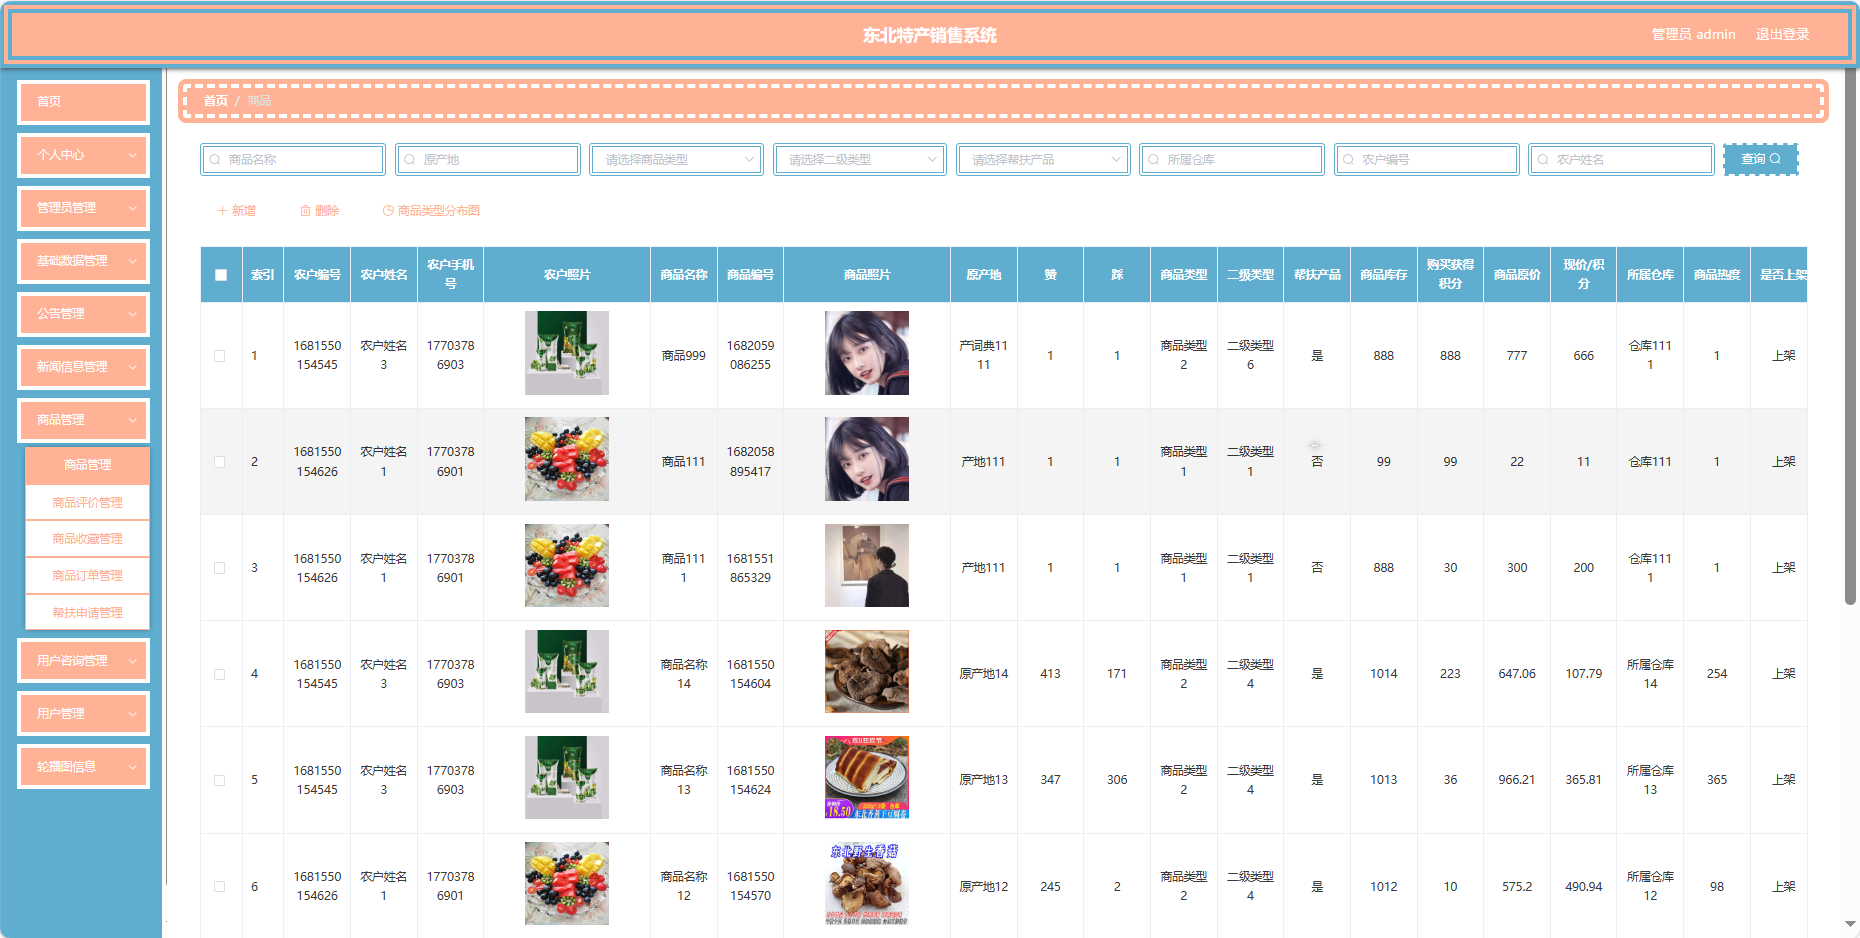 东北特产销售系统
管理员 admin 退出登录
首页
个人中心
管理员管理
基础数据管理
公告管理
新闻信息管理
商品管理
商品管理
商品评价管理
商品收藏管理
商品订单管理
帮扶申请管理
用户咨询管理
用户管理
轮播图信息
首页 / 商品
商品名称 原产地 请选择商品类型 请选择二级类型 请选择帮扶产品 所属仓库 农户编号 农户姓名 查询
新增 删除 商品类型分布图
索引 农户编号 农户姓名 农户手机号 农户照片 商品名称 商品编号 商品照片 原产地 赞 踩 商品类型 二级类型 帮扶产品 商品库存 购买获得积分 商品原价 现价/积分 所属仓库 商品热度 是否上架
1 1681550154545 农户姓名3 17703786903 商品999 1682059086255 产词典1111 1 1 商品类型2 二级类型6 是 888 888 777 666 仓库1111 1 上架
2 1681550154626 农户姓名1 17703786901 商品111 1682058895417 产地111 1 1 商品类型1 二级类型1 否 99 99 22 11 仓库111 1 上架
3 1681550154626 农户姓名1 17703786901 商品1111 1681551865329 产地111 1 1 商品类型1 二级类型1 否 888 30 300 200 仓库1111 1 上架
4 1681550154545 农户姓名3 17703786903 商品名称14 1681550154604 原产地14 413 171 商品类型2 二级类型4 是 1014 223 647.06 107.79 所属仓库14 254 上架
5 1681550154545 农户姓名3 17703786903 商品名称13 1681550154624 18.50 原产地13 347 306 商品类型2 二级类型4 是 1013 36 966.21 365.81 所属仓库13 365 上架
6 1681550154626 农户姓名1 17703786901 商品名称12 1681550154570 东北野生香菇 原产地12 245 2 商品类型2 二级类型4 是 1012 10 575.2 490.94 所属仓库12 98 上架